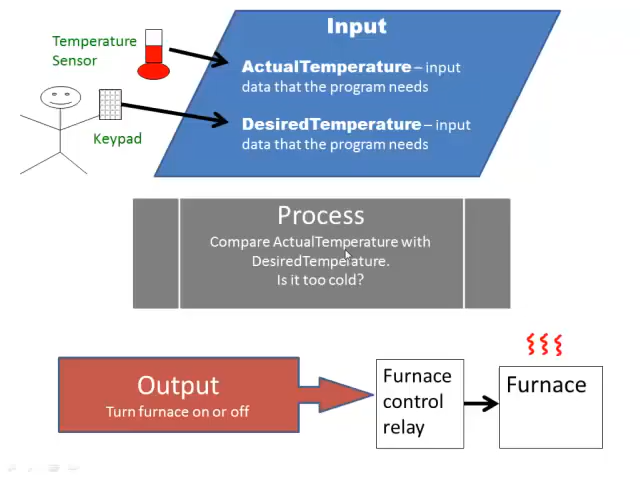 Input
Temperature
Sensor
ActualTemperature – input
data that the program needs
DesiredTemperature – input
data that the program needs
Keypad
Process
Compare ActualTemperature with
DesiredTemperature.
Is it too cold?
Output
Turn furnace on or off
Furnace
control
relay
Furnace